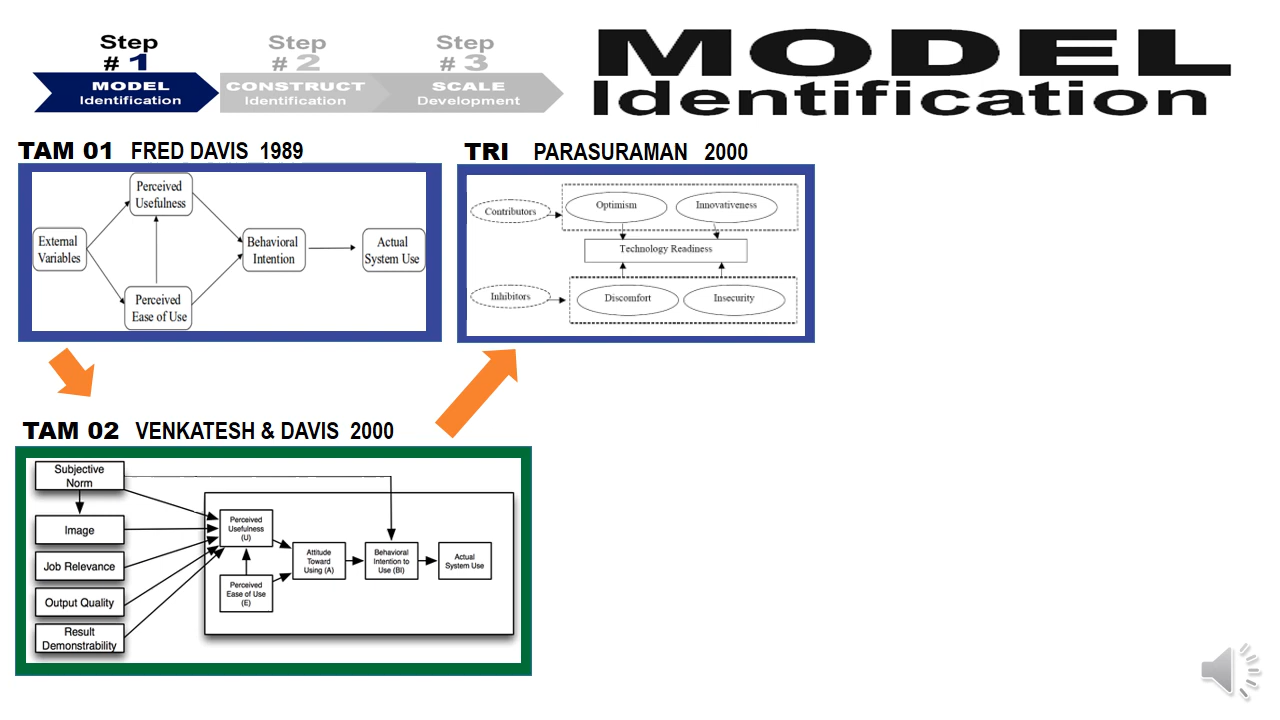 Step
# 1
MODEL
Identification
Step
# 2
CONSTRUCT
Identification
Step
# 3
SCALE
Development
MODEL
Identification
TAM 01 FRED DAVIS 1989
Perceived
Usefulness
External
Variables
Behavioral
Intention
Actual
System Use
Perceived
Ease of Use
TRI PARASURAMAN 2000
Contributors
Optimism
Innovativeness
Technology Readiness
Inhibitors
Discomfort
Insecurity
TAM 02 VENKATESH & DAVIS 2000
Subjective
Norm
Image
Job Relevance
Output Quality
Result
Demonstrability
Perceived
Usefulness
(U)
Perceived
Ease of Use
(E)
Attitude
Toward
Using (A)
Behavioral
Intention to
Use (BI)
Actual
System Use